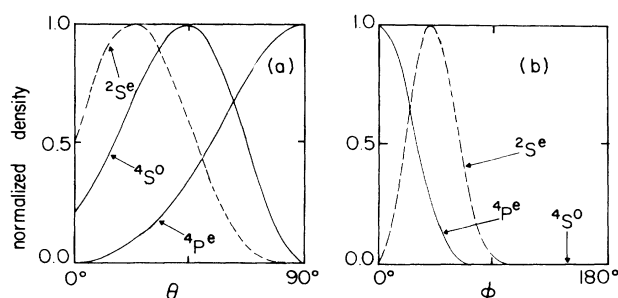 normalized density
1.0
0.5
0.0
0°
θ
90°
(a)
²Sᵉ
⁴S⁰
⁴Pᵉ
1.0
0.5
0.0
0°
Φ
90°
180°
(b)
²Sᵉ
⁴Pᵉ
⁴S⁰